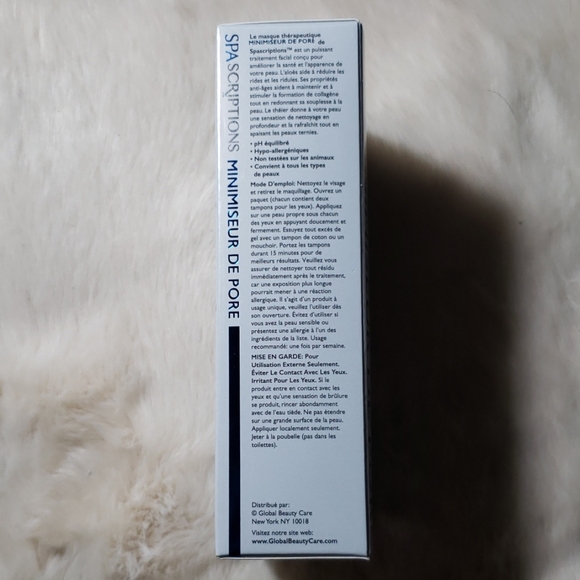 SPASCRIPTIONS MINIMISEUR DE PORE
Le masque thérapeutique
MINIMISEUR DE PORE de
Spascriptions™ est un puissant
traitement facial conçu pour
améliorer la santé et l'apparence de
votre peau. L'aloès aide à réduire les
rides et les ridules. Ses propriétés
anti-âges aident à maintenir et à
stimuler la formation de collagène
tout en redonnant sa souplesse à la
peau. Le théier donne à votre peau
une sensation de nettoyage en
profondeur et la rafraîchit tout en
apaisant les peaux ternies.
• pH équilibré
• Hypo-allergéniques
• Non testées sur les animaux
• Convient à tous les types
de peaux
Mode D'emploi: Nettoyez le visage
et retirez le maquillage. Ouvrez un
paquet (chacun contient deux
tampons pour les yeux). Appliquez
sur une peau propre sous chacun
des yeux en appuyant doucement et
fermement. Essuyez tout excés de
gel avec un tampon de coton ou un
mouchoir. Portez les tampons
durant 15 minutes pour de
meilleurs résultats. Veuillez vous
assurer de nettoyer tout résidu
immédiatement après le traitement,
car une exposition plus longue
pourrait mener à une réaction
allergique. Il s'agit d'un produit à
usage unique, veuillez l'utiliser dès
son ouverture. Évitez d'utiliser si
vous avez la peau sensible ou
présentez une allergie à l'un des
ingrédients de la liste. Usage
recommandé: une fois par semaine.
MISE EN GARDE: Pour
Utilisation Externe Seulement.
Éviter Le Contact Avec Les Yeux.
Irritant Pour Les Yeux. Si le
produit entre en contact avec les
yeux et qu'une sensation de brûlure
se produit, rincer abondamment
avec de l'eau tiède. Ne pas étendre
sur une grande surface de la peau.
Appliquer localement seulement.
Jeter à la poubelle (pas dans les
toilettes).
Distribué par:
© Global Beauty Care
New York NY 10018
Visitez notre site web:
www.GlobalBeautyCare.com